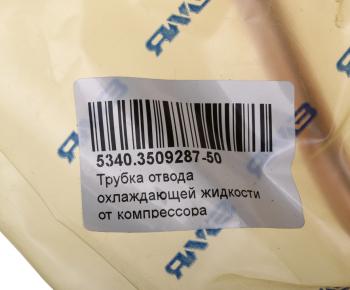 5340.3509287-50
Трубка отвода
охлаждающей жидкости
от компрессора